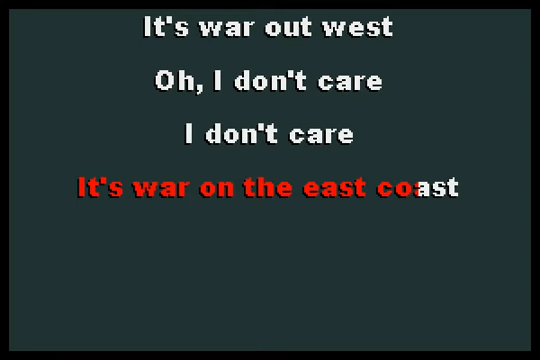 It's war out west
Oh, I don't care
I don't care
It's war on the east coast